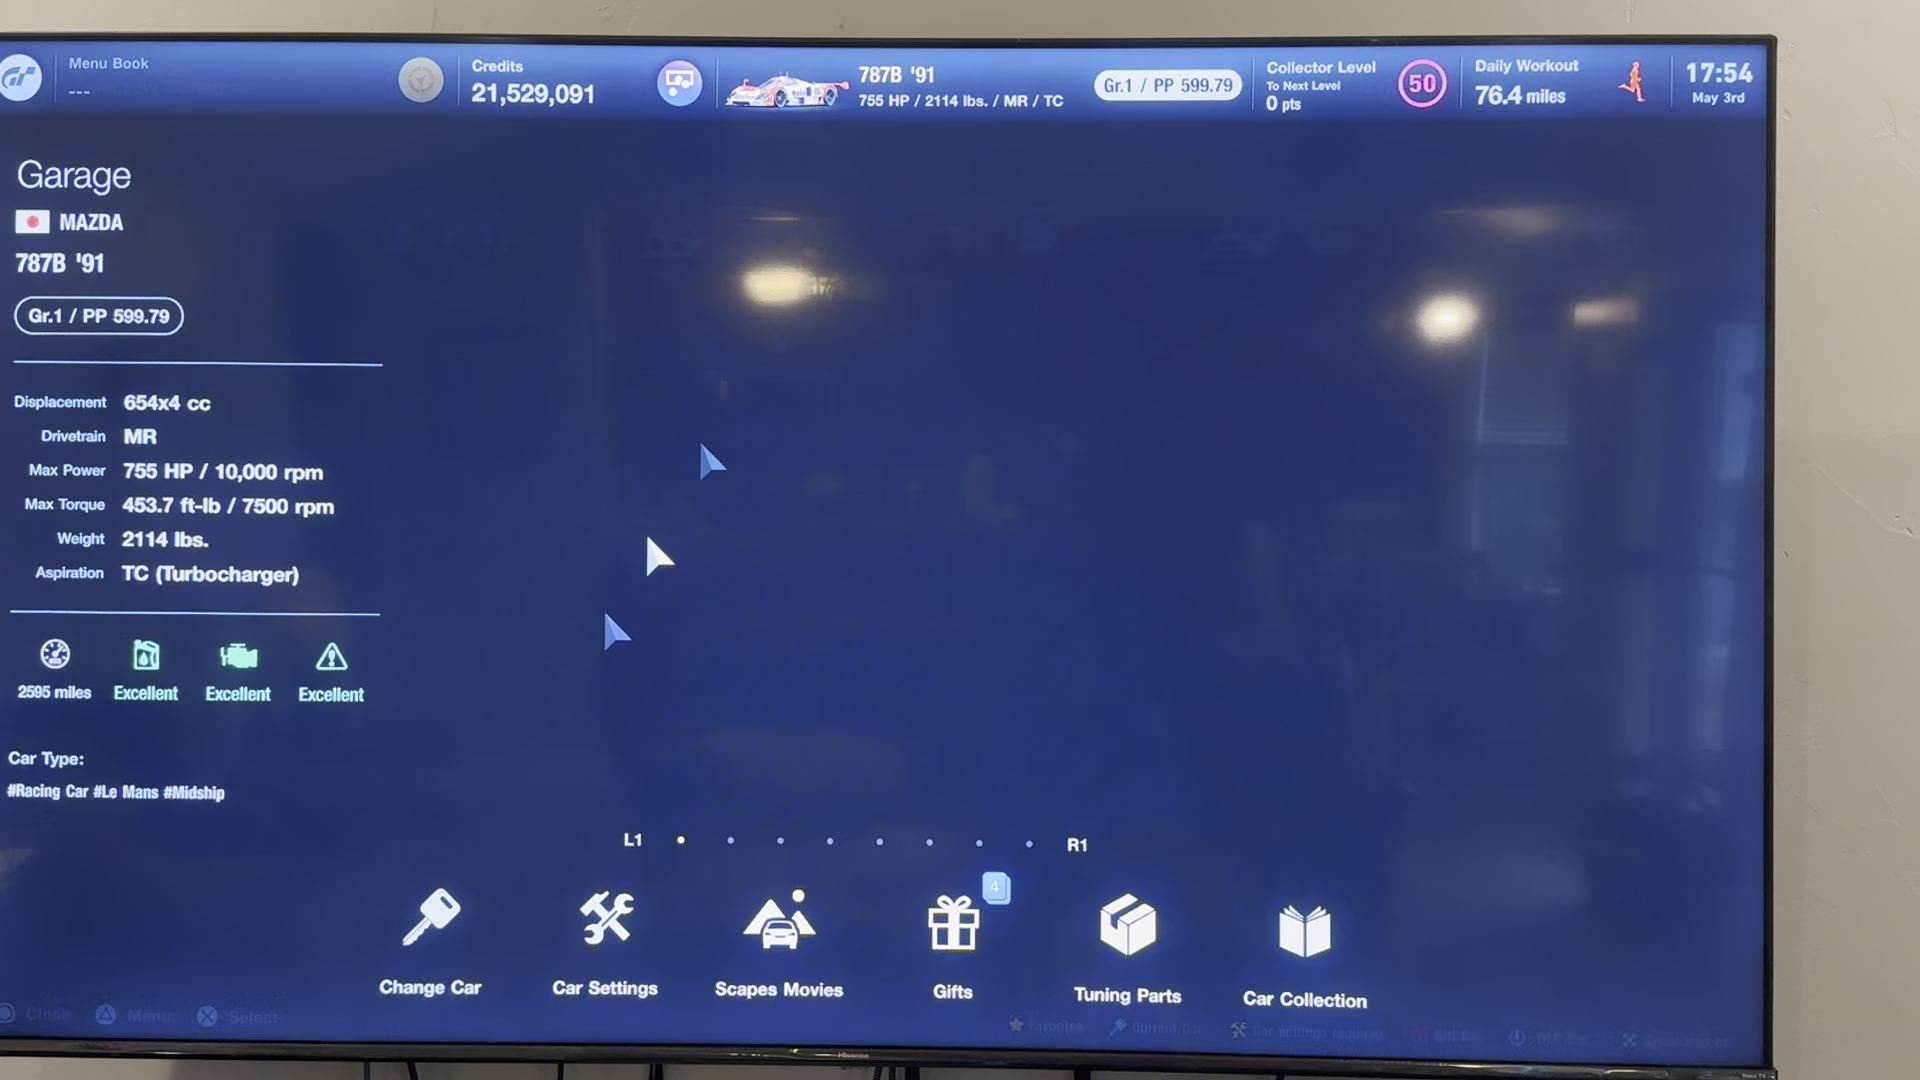 Menu Book
---
Credits
21,529,091
787B '91
755 HP / 2114 lbs. / MR / TC
Gr.1 / PP 599.79
Collector Level
To Next Level
0 pts
50
Daily Workout
76.4 miles
17:54
May 3rd
Garage
MAZDA
787B '91
Gr.1 / PP 599.79
Displacement 654x4 cc
Drivetrain MR
Max Power 755 HP / 10,000 rpm
Max Torque 453.7 ft-lb / 7500 rpm
Weight 2114 lbs.
Aspiration TC (Turbocharger)
2595 miles Excellent Excellent Excellent
Car Type:
#Racing Car #Le Mans #Midship
L1 R1
4
Change Car Car Settings Scapes Movies Gifts Tuning Parts Car Collection
Close Menu Select
Favorites Current Car
Hisense